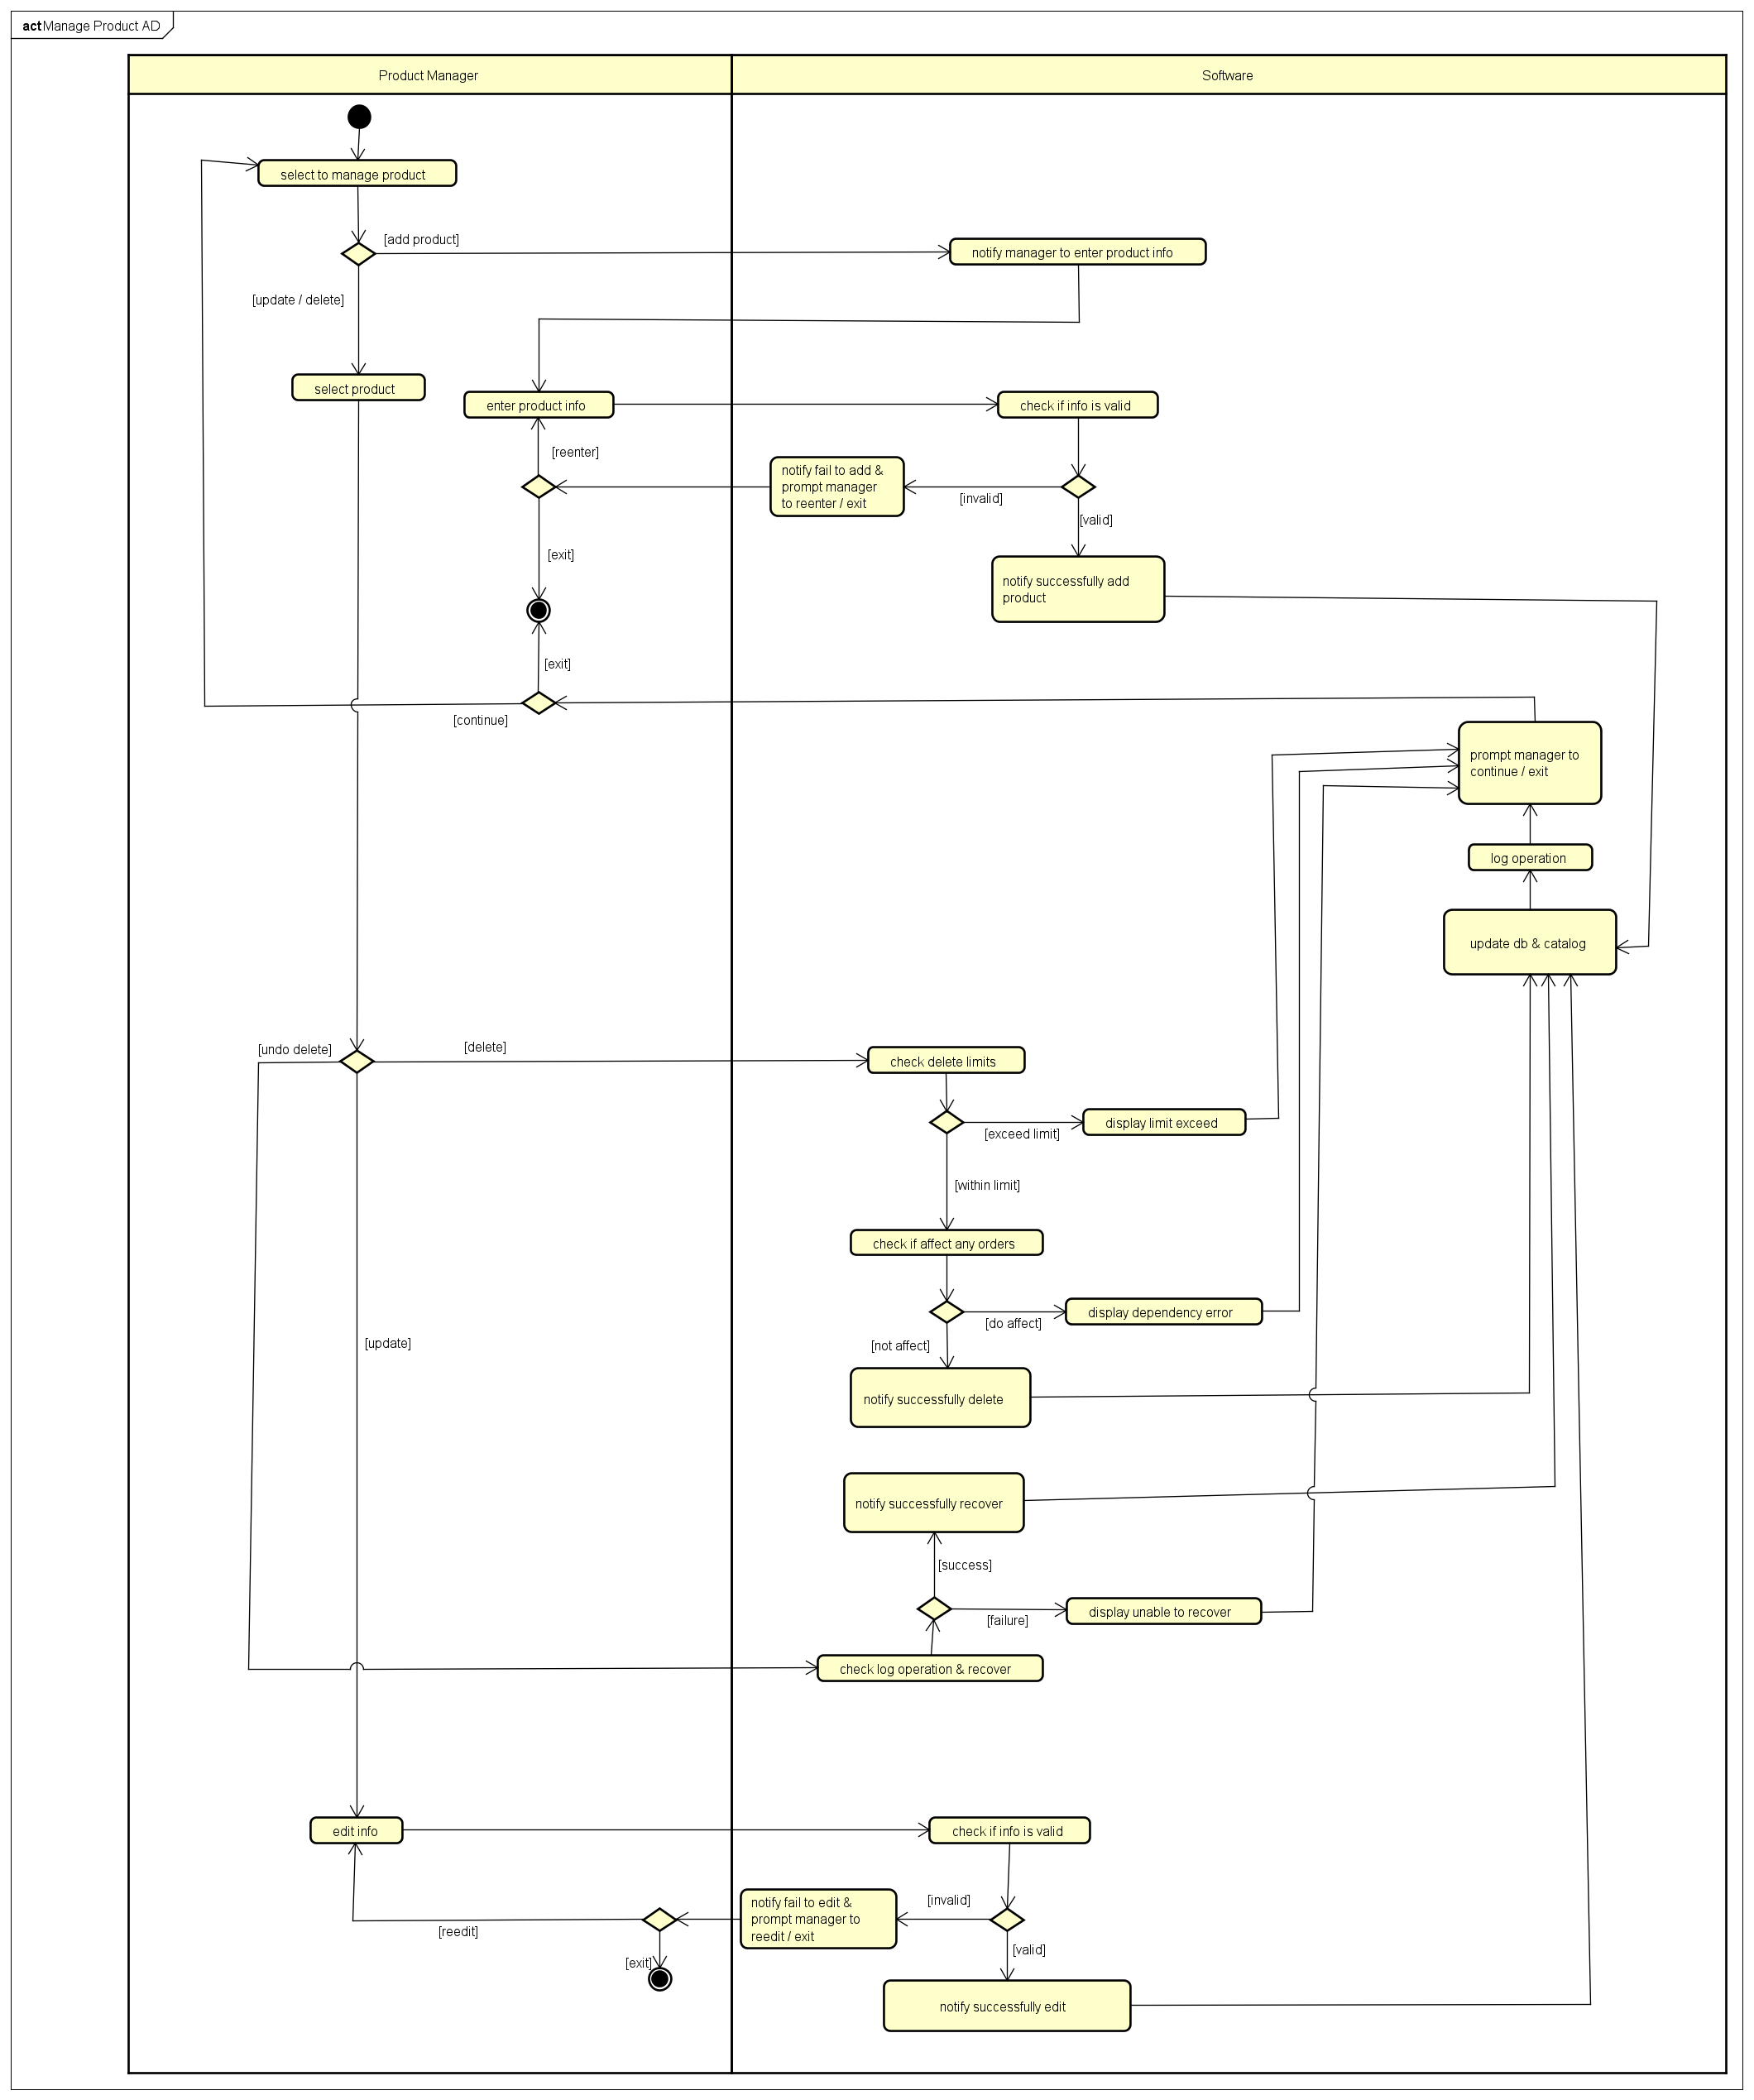 act Manage Product AD
Product Manager
Software
select to manage product
[add product]
notify manager to enter product info
[update / delete]
select product
enter product info
check if info is valid
[reenter]
notify fail to add &
prompt manager
to reenter / exit
[invalid]
[valid]
[exit]
notify successfully add
product
[exit]
[continue]
prompt manager to
continue / exit
log operation
update db & catalog
[undo delete]
[delete]
check delete limits
display limit exceed
[exceed limit]
[within limit]
check if affect any orders
display dependency error
[do affect]
[not affect]
[update]
notify successfully delete
notify successfully recover
[success]
display unable to recover
[failure]
check log operation & recover
edit info
check if info is valid
[invalid]
notify fail to edit &
prompt manager to
reedit / exit
[reedit]
[valid]
[exit]
notify successfully edit